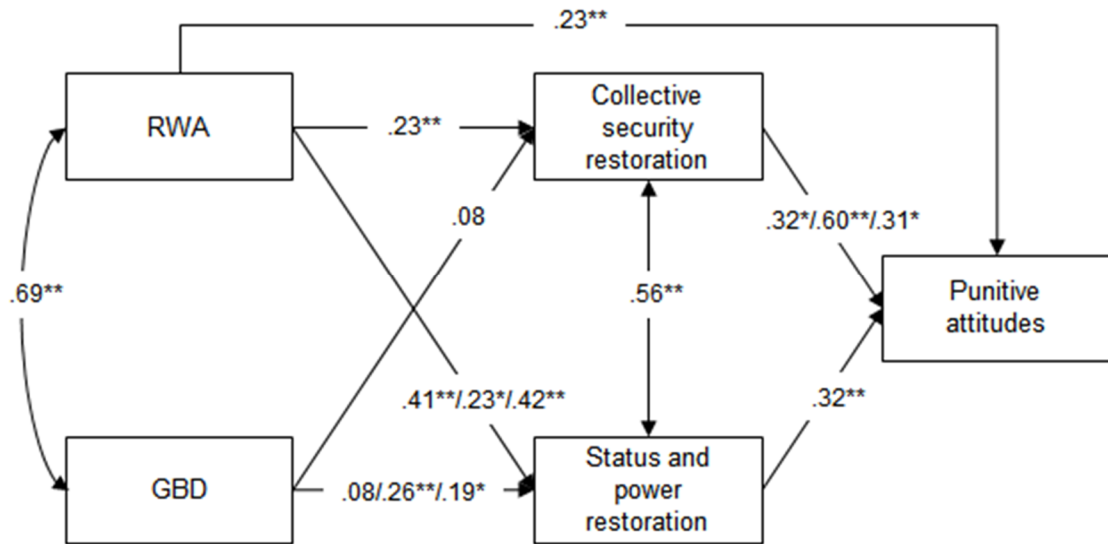 .23**
RWA
.23**
Collective
security
restoration
.08
.32*/.60**/.31*
.69**
.56**
Punitive
attitudes
.41**/.23*/.42**
.32**
GBD
.08/.26**/.19*
Status and
power
restoration